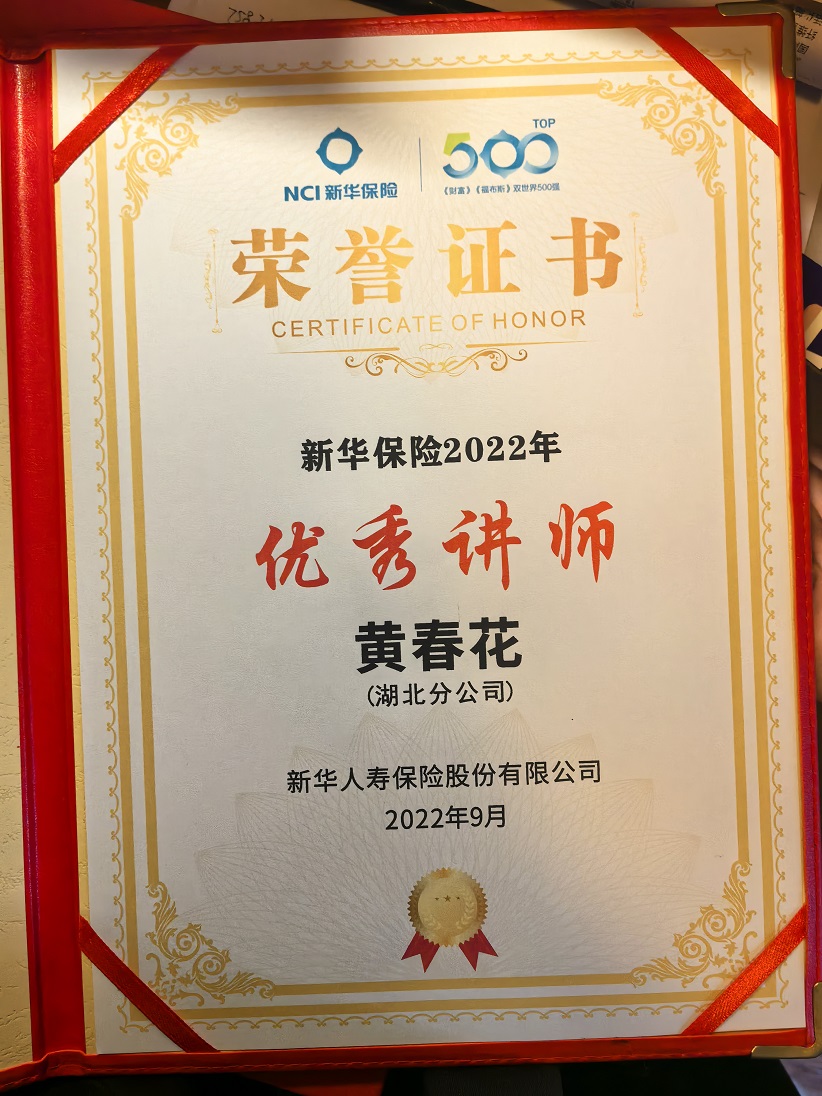 TOP
500
NCI 新华保险
《财富》《福布斯》双世界500强
荣誉证书
CERTIFICATE OF HONOR
新华保险2022年
优秀讲师
黄春花
(湖北分公司)
新华人寿保险股份有限公司
2022年9月